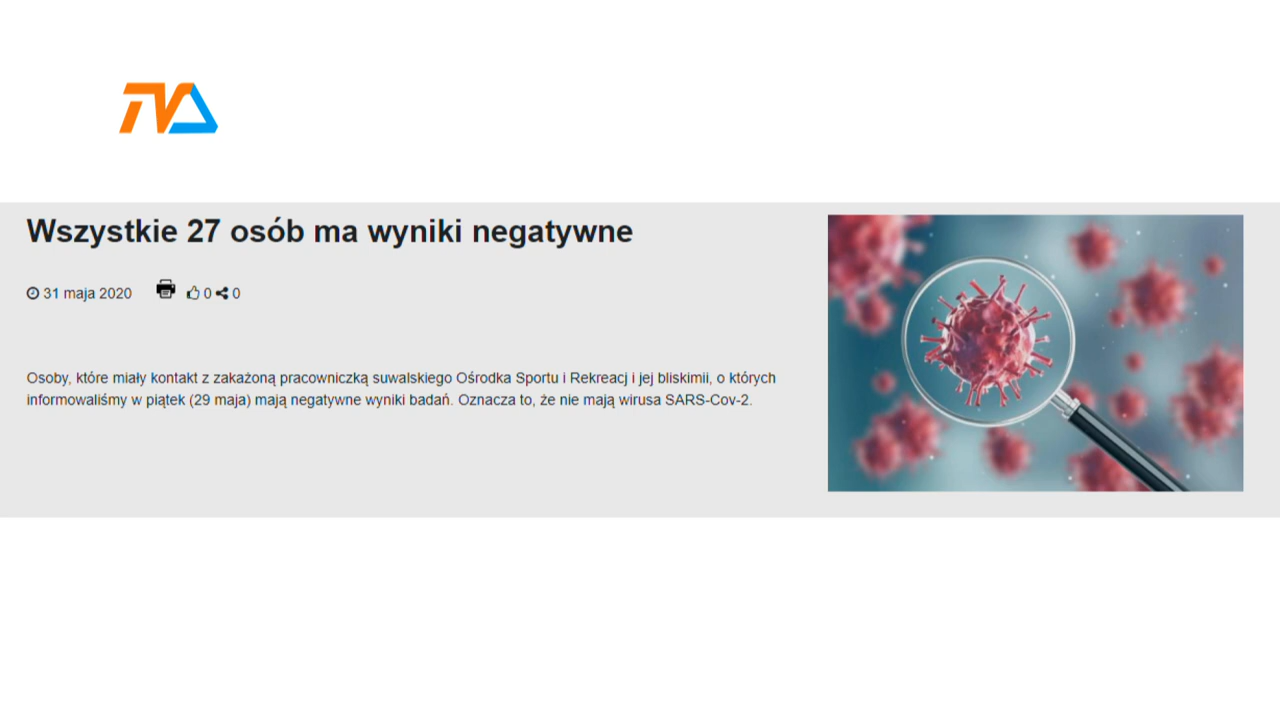 TVA
Wszystkie 27 osób ma wyniki negatywne
31 maja 2020 0 0
Osoby, które miały kontakt z zakażoną pracowniczką suwalskiego Ośrodka Sportu i Rekreacj i jej bliskimii, o których
informowaliśmy w piątek (29 maja) mają negatywne wyniki badań. Oznacza to, że nie mają wirusa SARS-Cov-2.